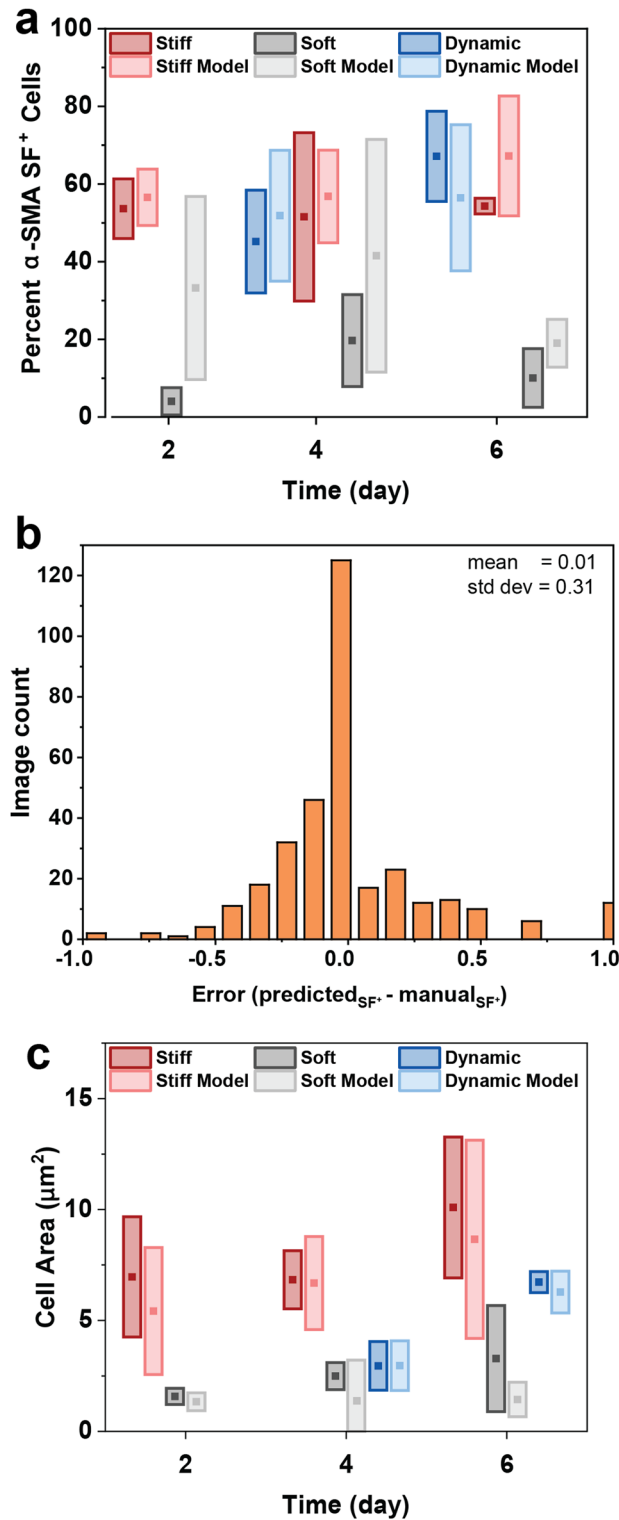 a
Stiff Soft Dynamic
Stiff Model Soft Model Dynamic Model
100
80
60
40
20
0
Percent α-SMA SF+ Cells
2 4 6
Time (day)
b
mean = 0.01
std dev = 0.31
120
100
80
60
40
20
0
Image count
-1.0 -0.5 0.0 0.5 1.0
Error (predictedSF+ - manualSF+)
c
Stiff Soft Dynamic
Stiff Model Soft Model Dynamic Model
15
10
5
0
Cell Area (μm2)
2 4 6
Time (day)